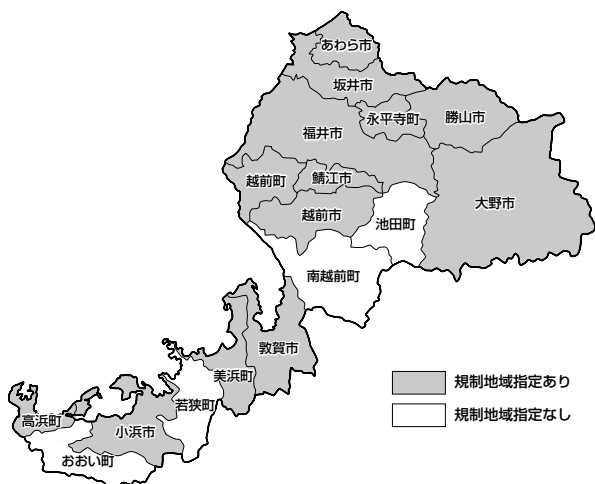 あわら市
坂井市
永平寺町
勝山市
福井市
越前町
鯖江市
大野市
越前市
池田町
南越前町
敦賀市
美浜町
若狭町
高浜町
小浜市
おおい町
規制地域指定あり
規制地域指定なし